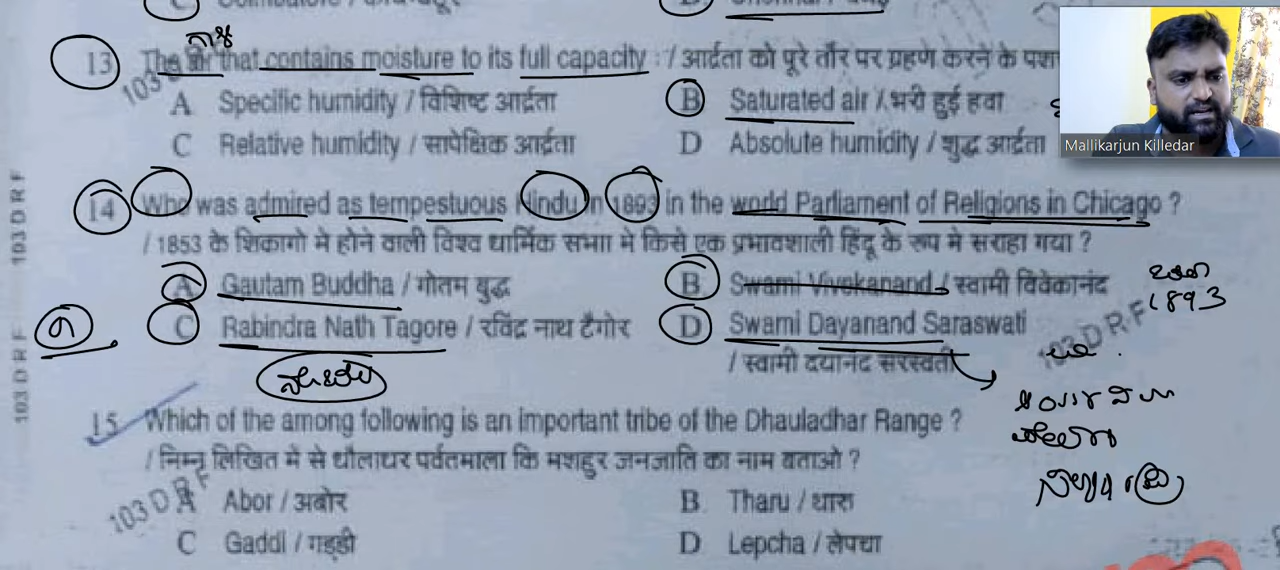 13 The air that contains moisture to its full capacity : / आर्द्रता को पूरे तौर पर ग्रहण करने के पशा
A Specific humidity / विशिष्ट आर्द्रता
B Saturated air / भरी हुई हवा
C Relative humidity / सापेक्षिक आर्द्रता
D Absolute humidity / शुद्ध आर्द्रता
Mallikarjun Killedar
14 Who was admired as tempestuous Hindu in 1893 in the world Parliament of Religions in Chicago ?
/ 1853 के शिकागो मे होने वाली विश्व धार्मिक सभाा मे किसे एक प्रभावशाली हिंदू के रूप मे सराहा गया ?
A Gautam Buddha / गोतम बुद्ध
B Swami Vivekanand / स्वामी विवेकानंद
1893
C Rabindra Nath Tagore / रविंद्र नाथ टैगोर
D Swami Dayanand Saraswati
/ स्वामी दयानंद सरस्वती
15 Which of the among following is an important tribe of the Dhauladhar Range ?
/ निम्न लिखित में से धौलाधर पर्वतमाला कि मशहुर जनजाति का नाम बताओ ?
A Abor / अबोर
B Tharu / थारु
C Gaddi / गड्डी
D Lepcha / लेपचा
103 D R F
103 D R F
103 D R F
103 D R F